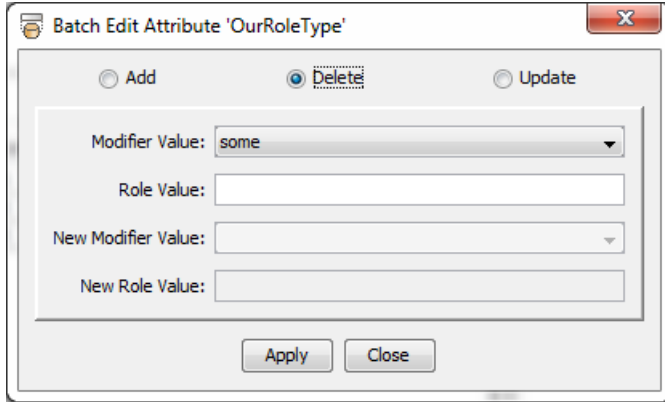 Batch Edit Attribute 'OurRoleType'
Add Delete Update
Modifier Value: some
Role Value:
New Modifier Value:
New Role Value:
Apply Close